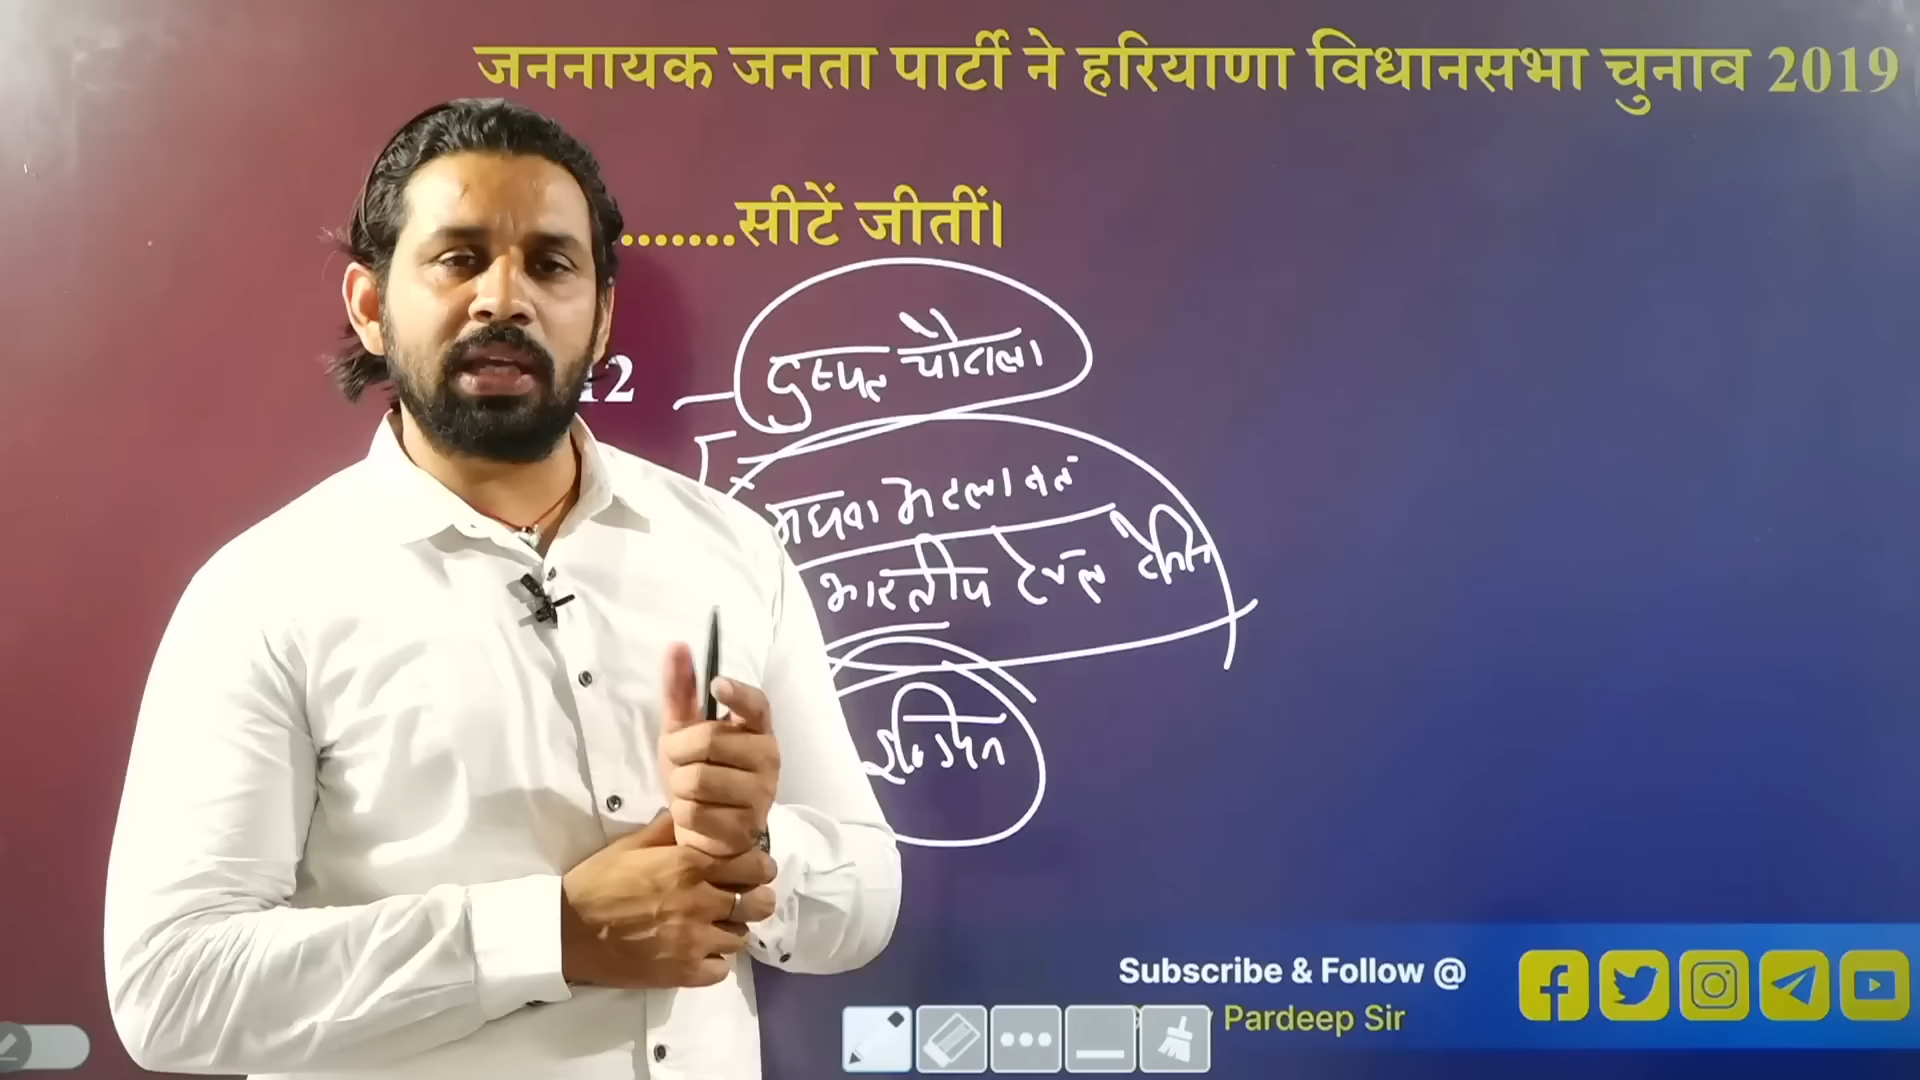 जननायक जनता पार्टी ने हरियाणा विधानसभा चुनाव 2019
.......सीटें जीतीं।
12
दुष्यन्त चौटाला
भारतीय टेबल
Subscribe & Follow @
Pardeep Sir